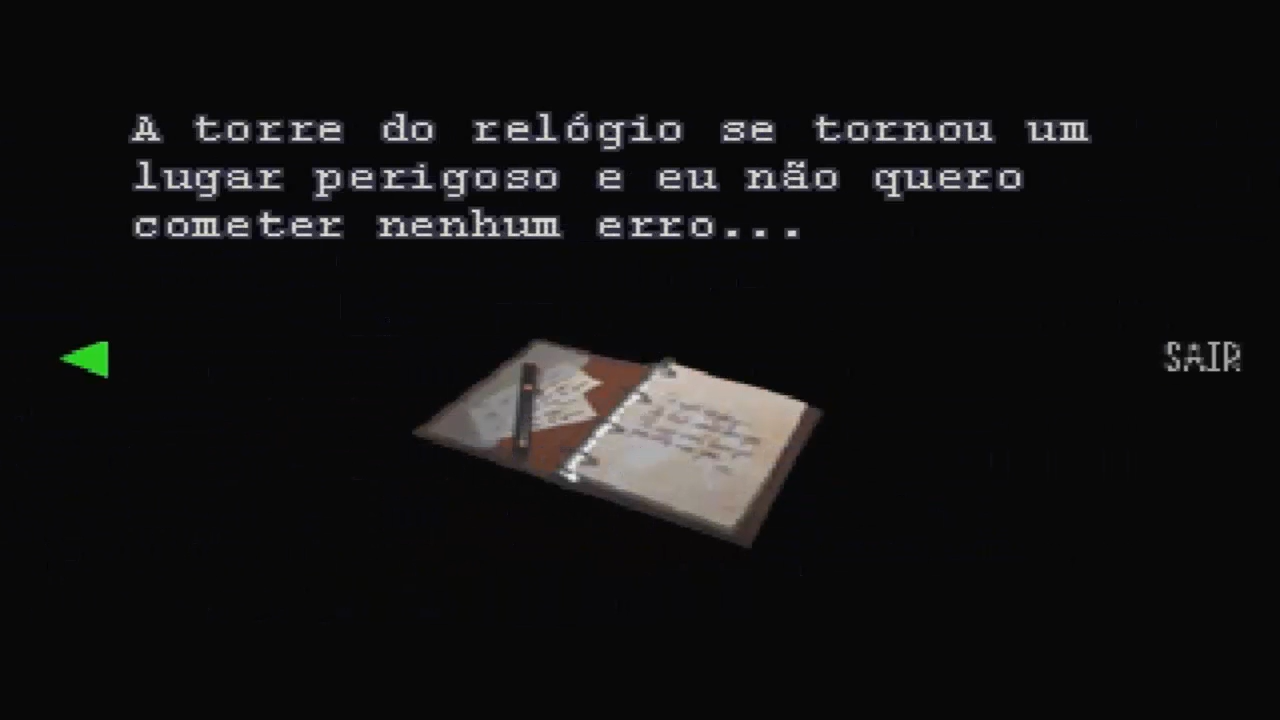 A torre do relógio se tornou um
lugar perigoso e eu não quero
cometer nenhum erro...
SAIR